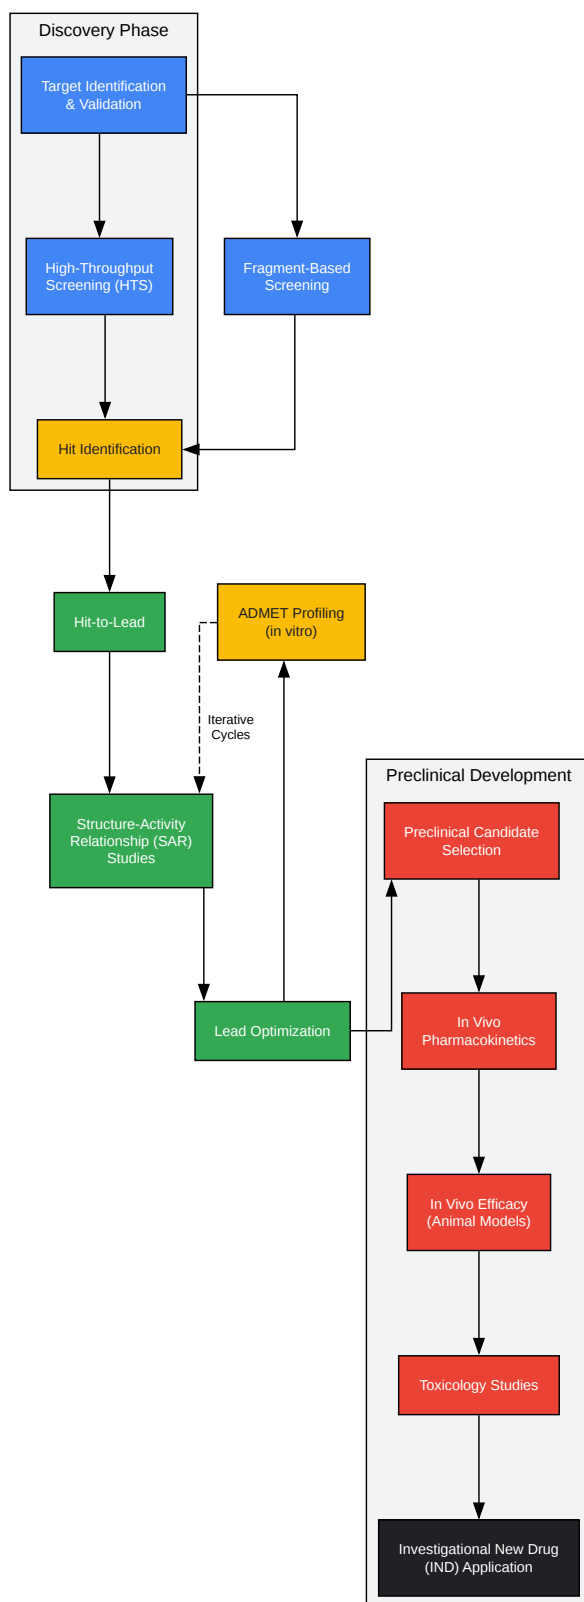 Discovery Phase
Target Identification
& Validation
High-Throughput
Screening (HTS)
Fragment-Based
Screening
Hit Identification
Hit-to-Lead
ADMET Profiling
(in vitro)
Iterative
Cycles
Structure-Activity
Relationship (SAR)
Studies
Lead Optimization
Preclinical Development
Preclinical Candidate
Selection
In Vivo
Pharmacokinetics
In Vivo Efficacy
(Animal Models)
Toxicology Studies
Investigational New Drug
(IND) Application